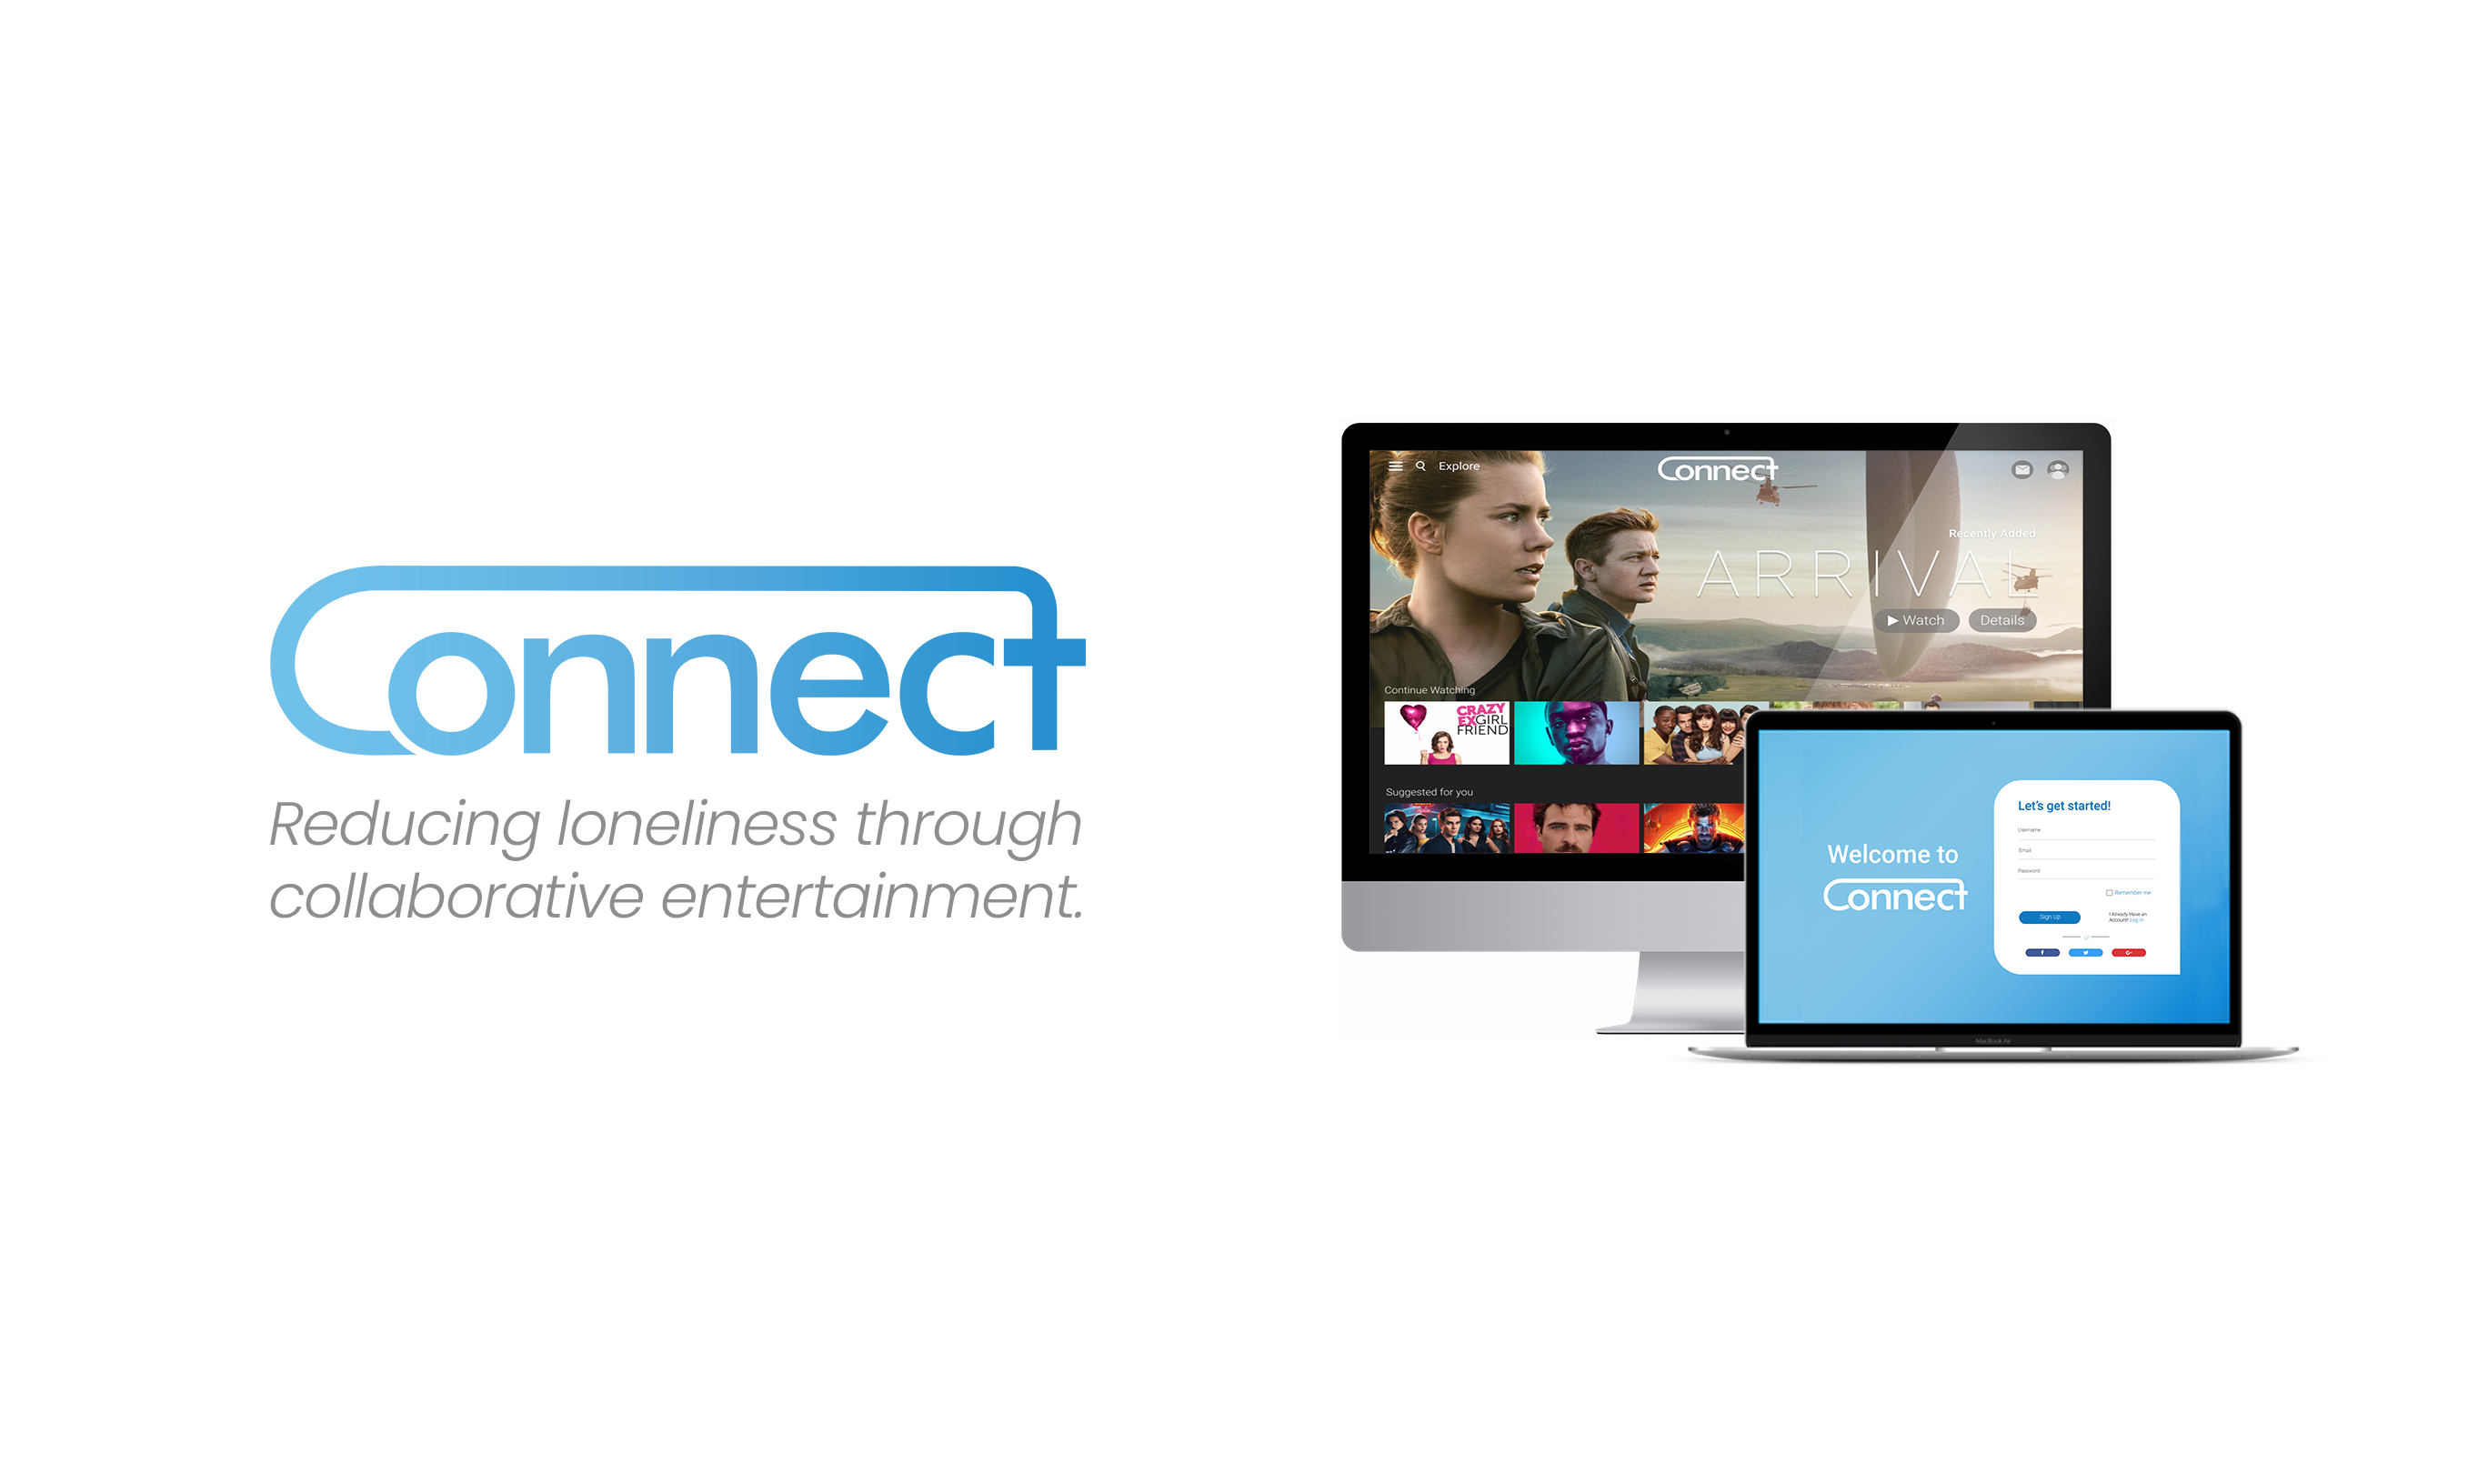 Connect
Reducing loneliness through
collaborative entertainment.
Explore
Connect
Recently Added
ARRIVAL
▶ Watch
Details
Continue Watching
CRAZY
EXGIRL
FRIEND
Suggested for you
Welcome to
Connect
Let's get started!
Username
Email
Password
Remember me
Sign Up
I Already Have an
Account! Log in
MacBook Air